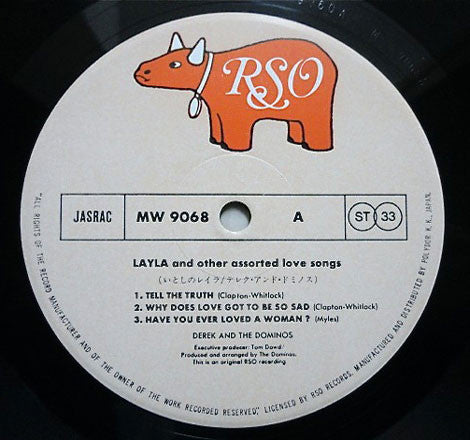 RSO
JASRAC
MW 9068
A
ST 33
LAYLA and other assorted love songs
(いとしのレイラ/デレク・アンド・ドミノス)
1. TELL THE TRUTH (Clapton-Whitlock)
2. WHY DOES LOVE GOT TO BE SO SAD (Clapton-Whitlock)
3. HAVE YOU EVER LOVED A WOMAN ? (Myles)
DEREK AND THE DOMINOS
Executive producer: Tom Dowd/
Produced and arranged by The Dominos.
This is an original RSO recording.
"ALL RIGHTS OF THE RECORD MANUFACTURER AND OF THE OWNER OF THE WORK RECORDED RESERVED" LICENSED BY RSO RECORDS, MANUFACTURED AND DISTRIBUTED BY POLYDOR K. K., JAPAN.